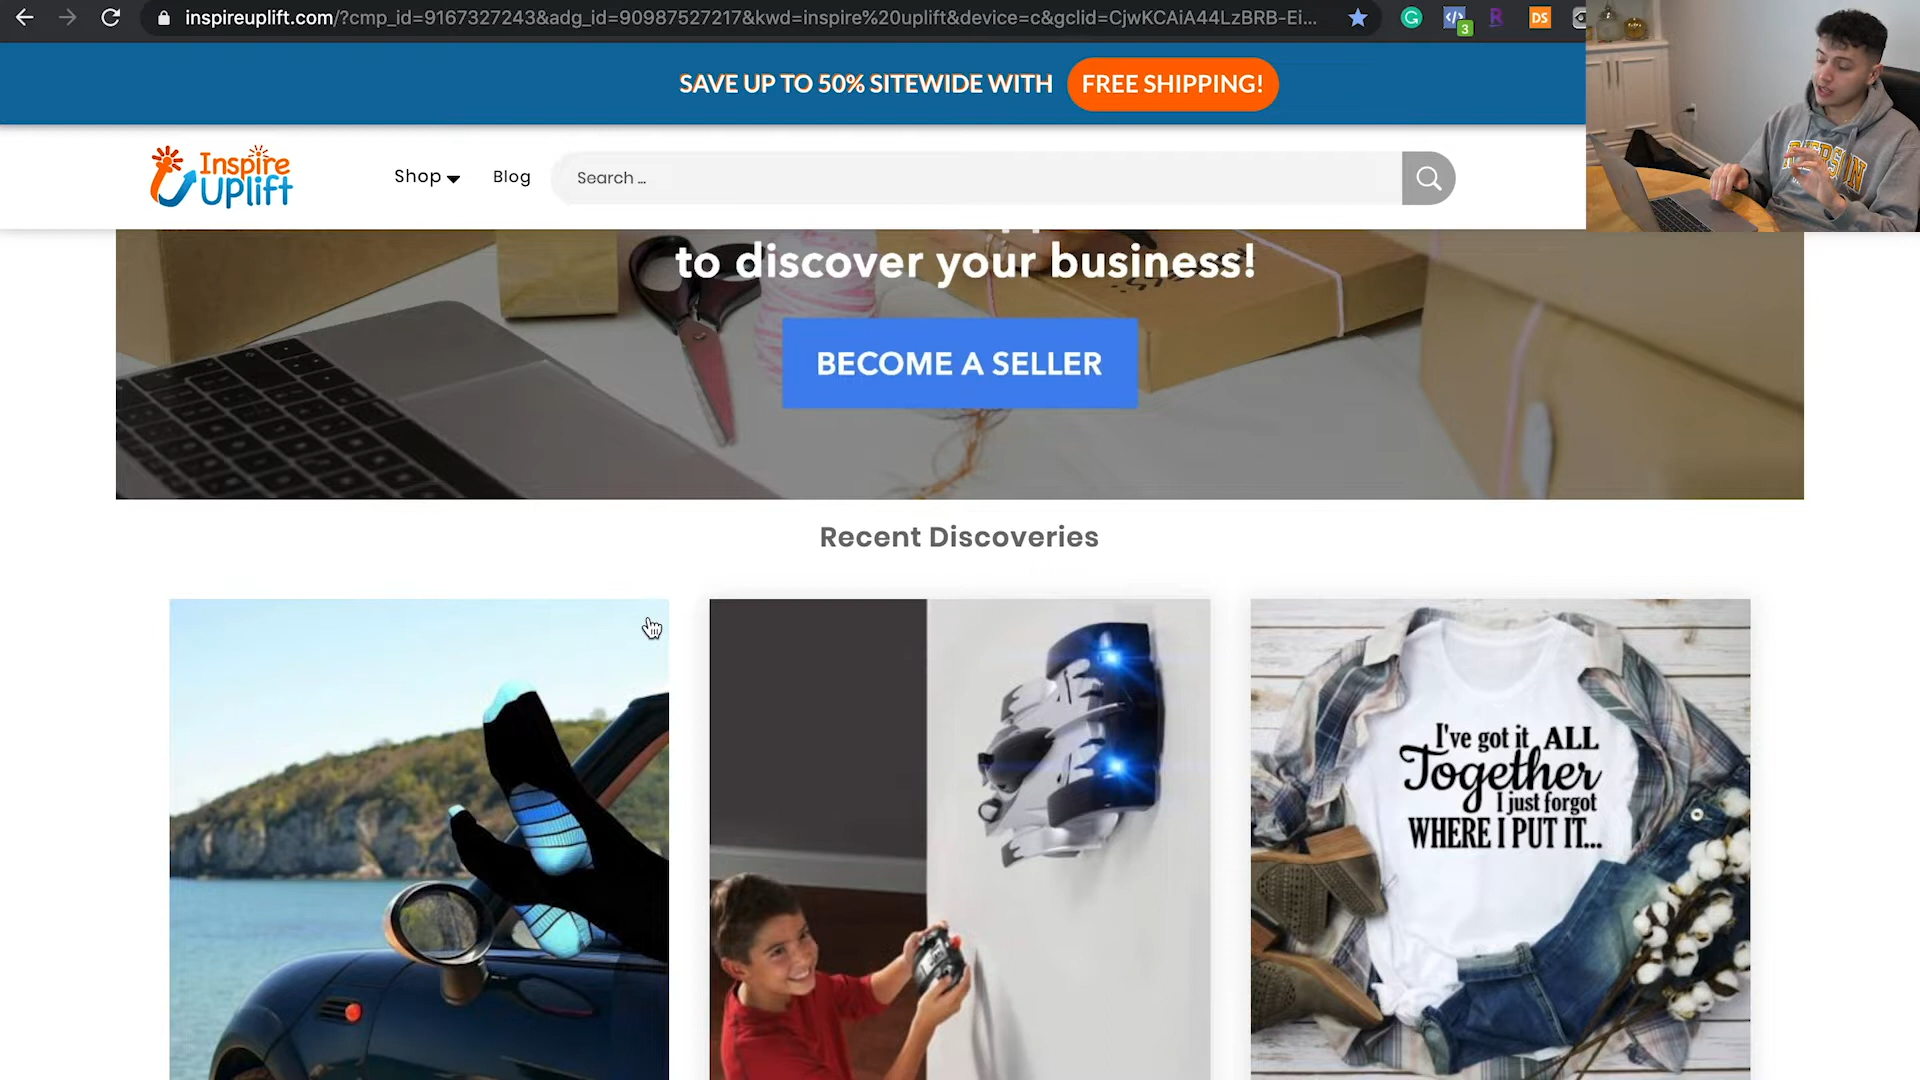 inspireuplift.com/?cmp_id=9167327243&adg_id=90987527217&kwd=inspire%20uplift&device=c&gclid=CjwKCAiA44LzBRB-Ei...
3
R
DS
SAVE UP TO 50% SITEWIDE WITH FREE SHIPPING!
Inspire
Uplift
Shop
Blog
Search ...
to discover your business!
BECOME A SELLER
Recent Discoveries
I've got it ALL
Together
I just forgot
WHERE I PUT IT...